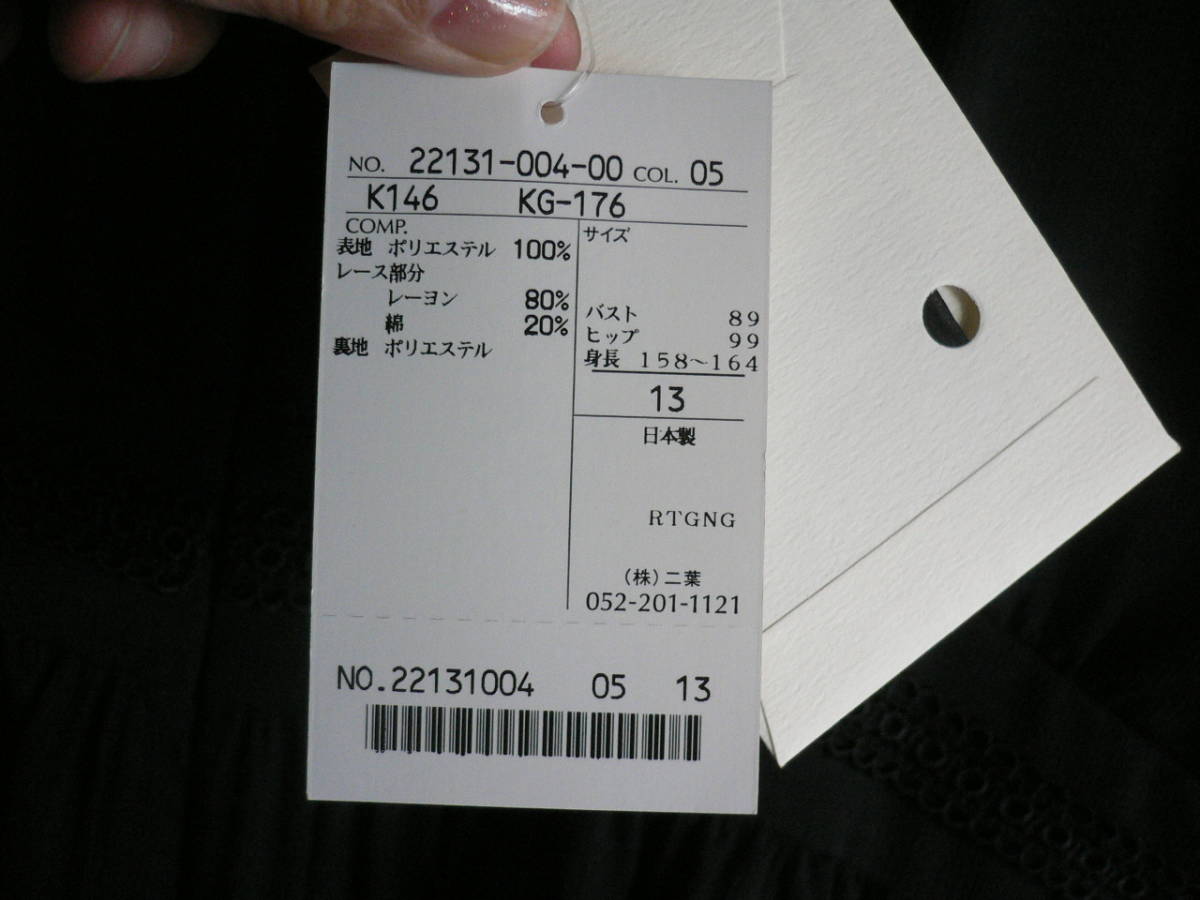 NO. 22131-004-00 COL. 05
K146 KG-176
COMP.
表地 ポリエステル 100%
レース部分
レーヨン 80%
綿 20%
裏地 ポリエステル
サイズ
バスト 89
ヒップ 99
身長 158〜164
13
日本製
RTGNG
(株)二葉
052-201-1121
NO.22131004 05 13